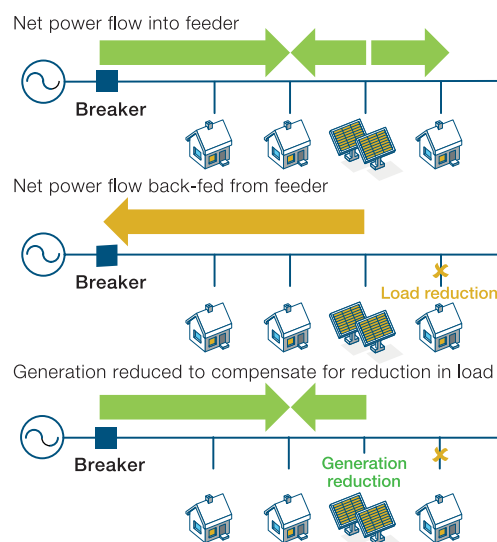 Net power flow into feeder
Breaker
Net power flow back-fed from feeder
Breaker
Load reduction
Generation reduced to compensate for reduction in load
Breaker
Generation
reduction